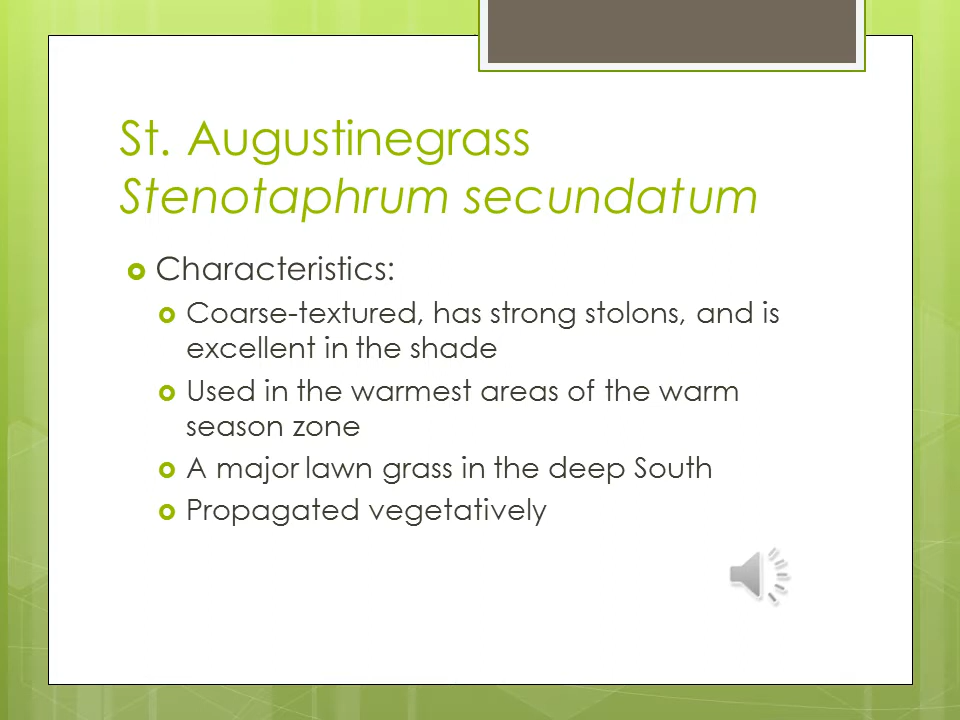 St. Augustinegrass
Stenotaphrum secundatum
Characteristics:
Coarse-textured, has strong stolons, and is
excellent in the shade
Used in the warmest areas of the warm
season zone
A major lawn grass in the deep South
Propagated vegetatively